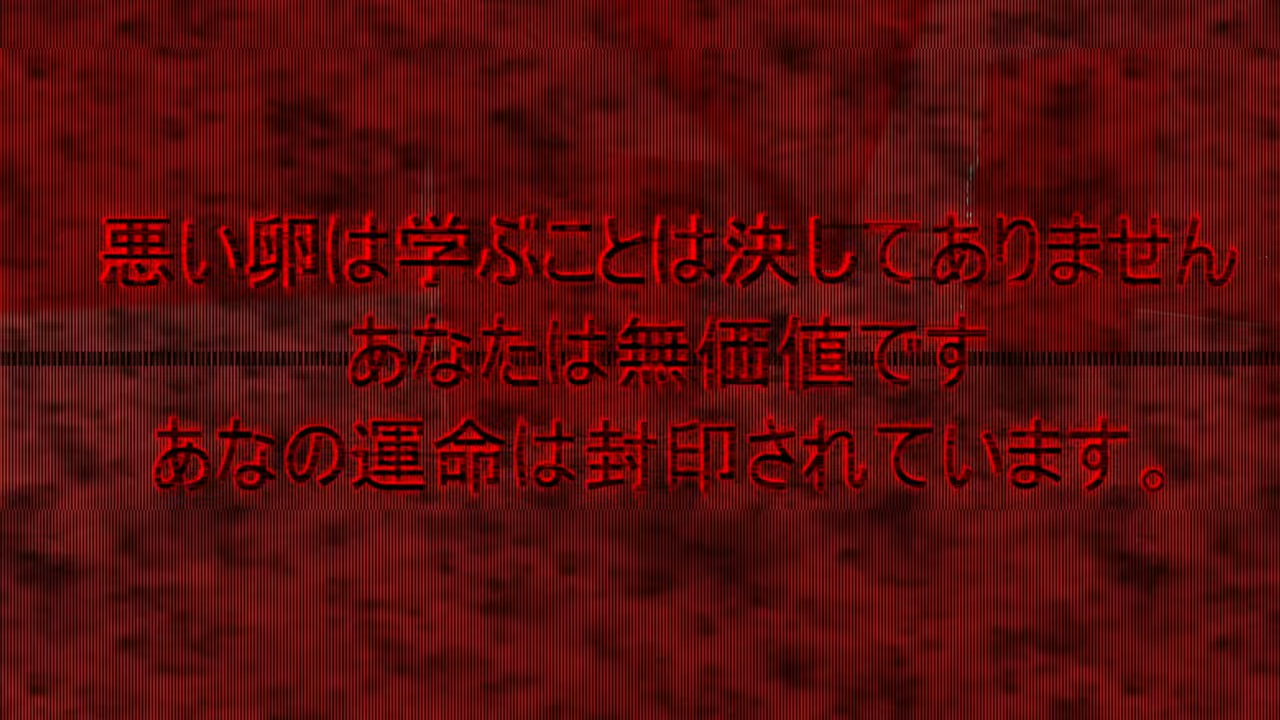 悪い卵は学ぶことは決してありません
あなたは無価値です
あなの運命は封印されています。